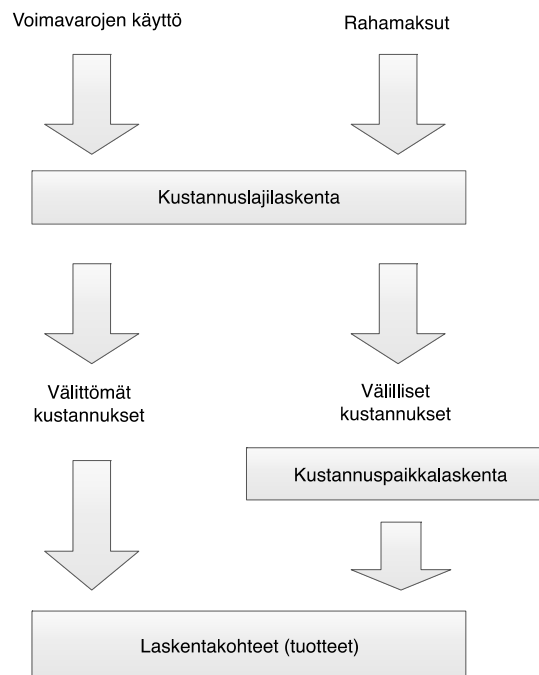 Voimavarojen käyttö
Rahamaksut
Kustannuslajilaskenta
Välittömät
kustannukset
Välilliset
kustannukset
Kustannuspaikkalaskenta
Laskentakohteet (tuotteet)